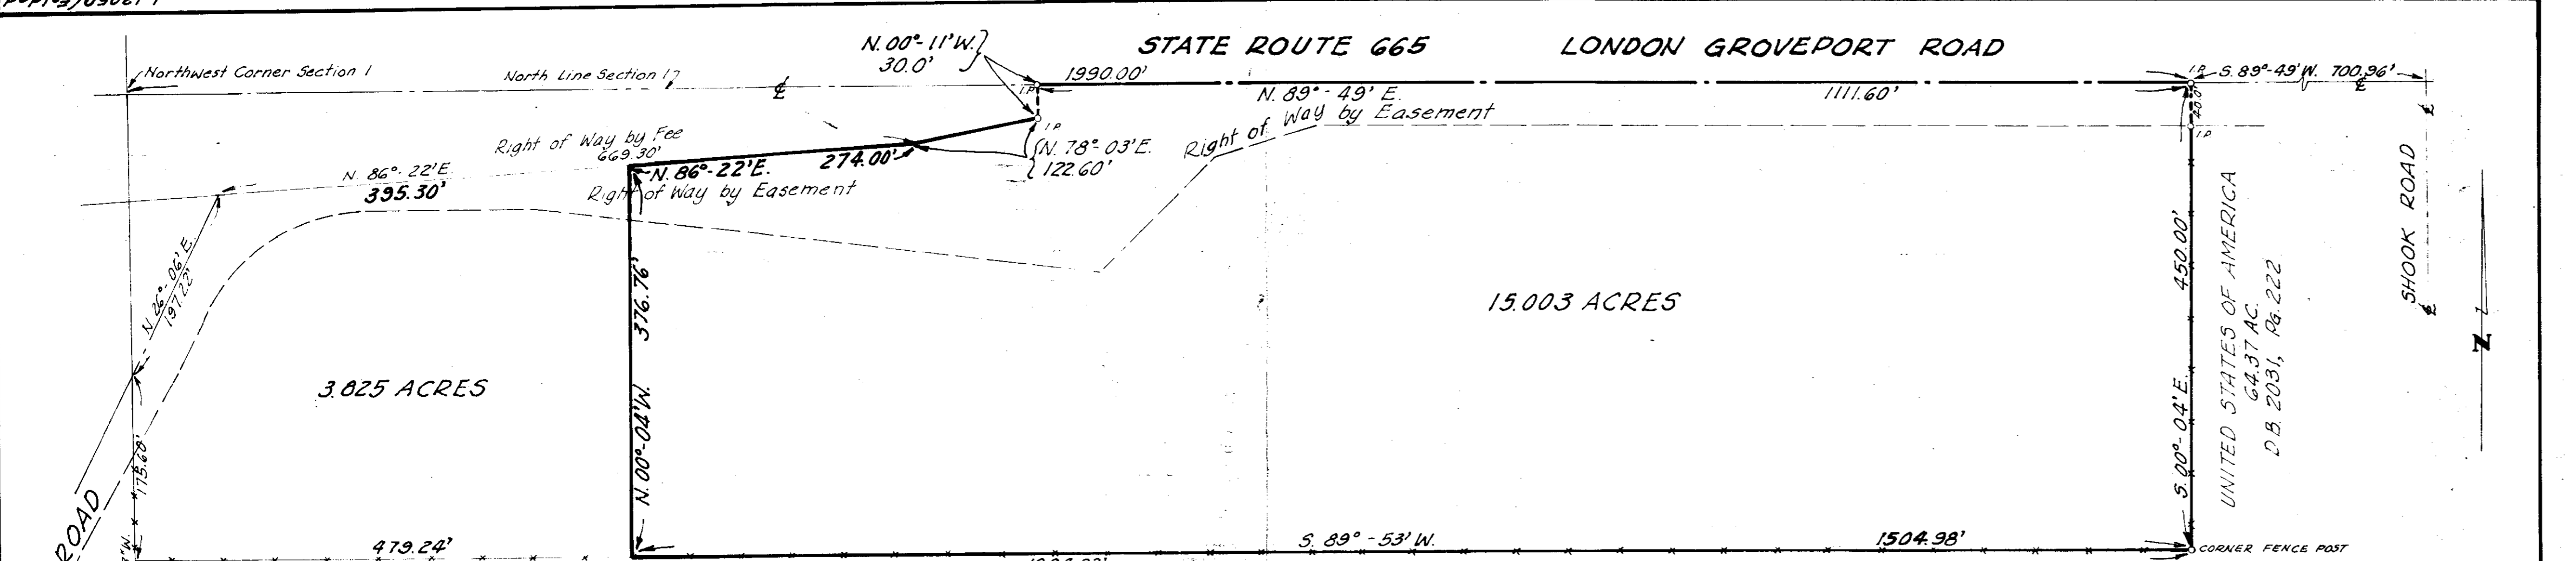 N. 00°-11' W.
30.0'
STATE ROUTE 665 LONDON GROVEPORT ROAD
Northwest Corner Section 1
North Line Section 1
℄
1990.00'
I.P.
S. 89°-49' W. 700.96'
℄
I.P.
N. 89°-49' E.
1111.60'
40.0'
Right of Way by Easement
I.P.
I.P.
Right of Way by Fee
669.30'
N. 78°-03' E.
122.60'
N. 86°-22' E.
395.30'
N. 86°-22' E. 274.00'
Right of Way by Easement
N. 26°-06' E.
197.22'
376.76'
N. 00°-04' W.
15.003 ACRES
3.825 ACRES
175.60'
ROAD
450.00'
S. 00°-04' E.
UNITED STATES OF AMERICA
64.37 AC.
D.B. 2031, Pg. 222
SHOOK ROAD
℄
℄
N
479.24'
S. 89°-53' W.
1504.98'
CORNER FENCE POST